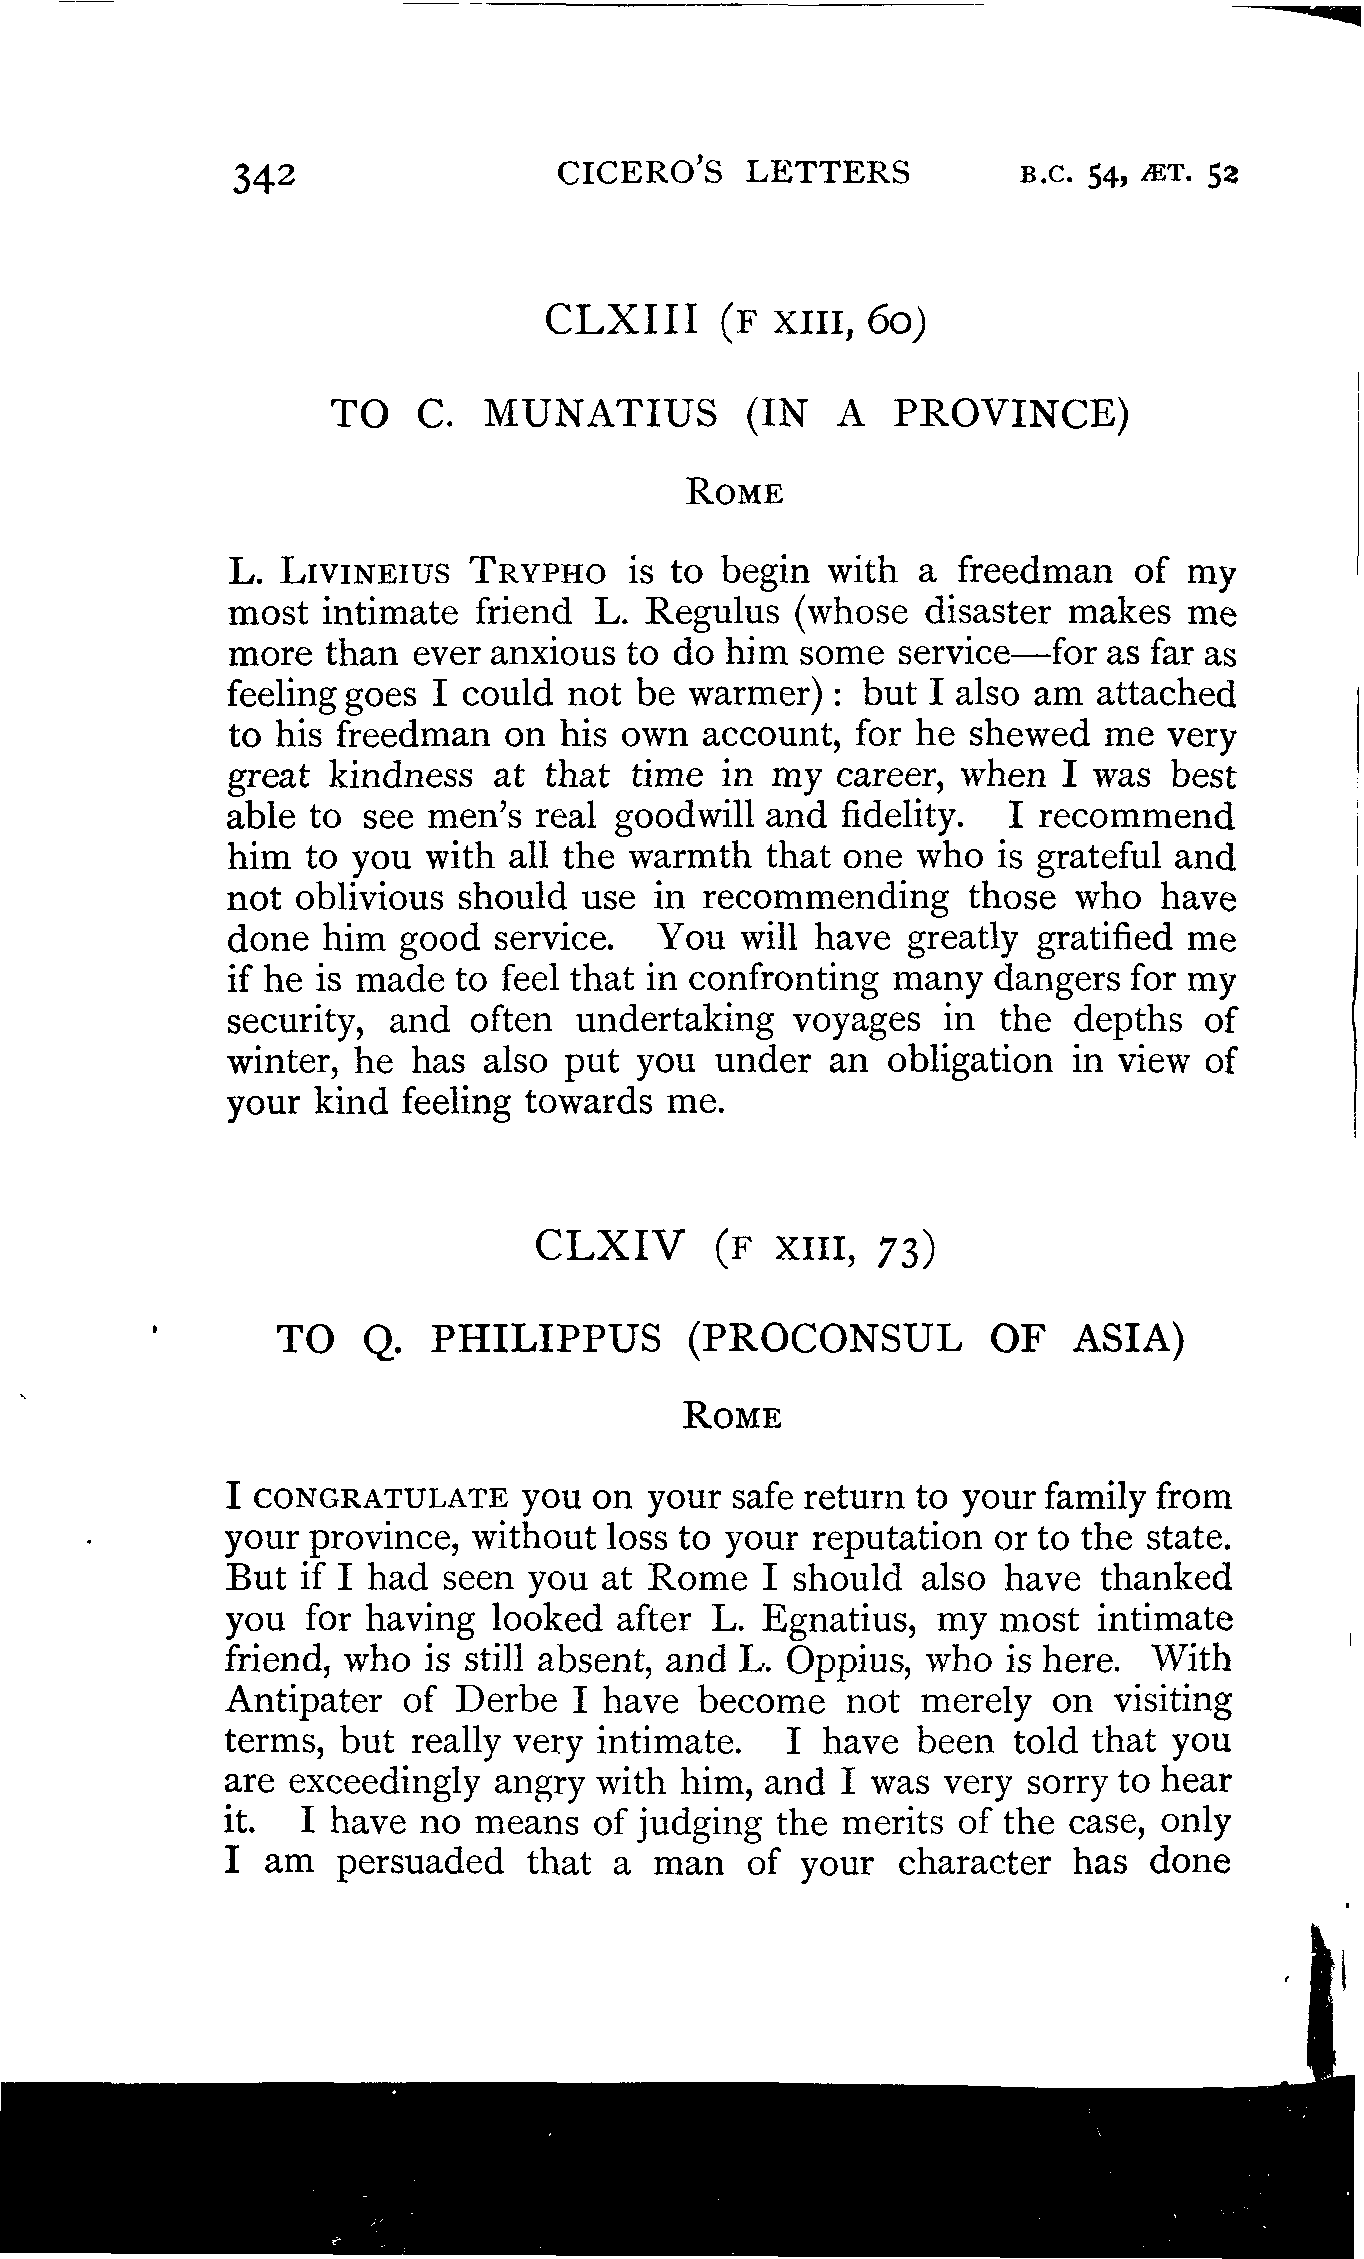 342 CICERO'S LETTERS B.C. 54, ÆT. 52
CLXIII (F XIII, 60)
TO C. MUNATIUS (IN A PROVINCE)
ROME
L. LIVINEIUS TRYPHO is to begin with a freedman of my
most intimate friend L. Regulus (whose disaster makes me
more than ever anxious to do him some service—for as far as
feeling goes I could not be warmer): but I also am attached
to his freedman on his own account, for he shewed me very
great kindness at that time in my career, when I was best
able to see men's real goodwill and fidelity. I recommend
him to you with all the warmth that one who is grateful and
not oblivious should use in recommending those who have
done him good service. You will have greatly gratified me
if he is made to feel that in confronting many dangers for my
security, and often undertaking voyages in the depths of
winter, he has also put you under an obligation in view of
your kind feeling towards me.
CLXIV (F XIII, 73)
TO Q. PHILIPPUS (PROCONSUL OF ASIA)
ROME
I CONGRATULATE you on your safe return to your family from
your province, without loss to your reputation or to the state.
But if I had seen you at Rome I should also have thanked
you for having looked after L. Egnatius, my most intimate
friend, who is still absent, and L. Oppius, who is here. With
Antipater of Derbe I have become not merely on visiting
terms, but really very intimate. I have been told that you
are exceedingly angry with him, and I was very sorry to hear
it. I have no means of judging the merits of the case, only
I am persuaded that a man of your character has done